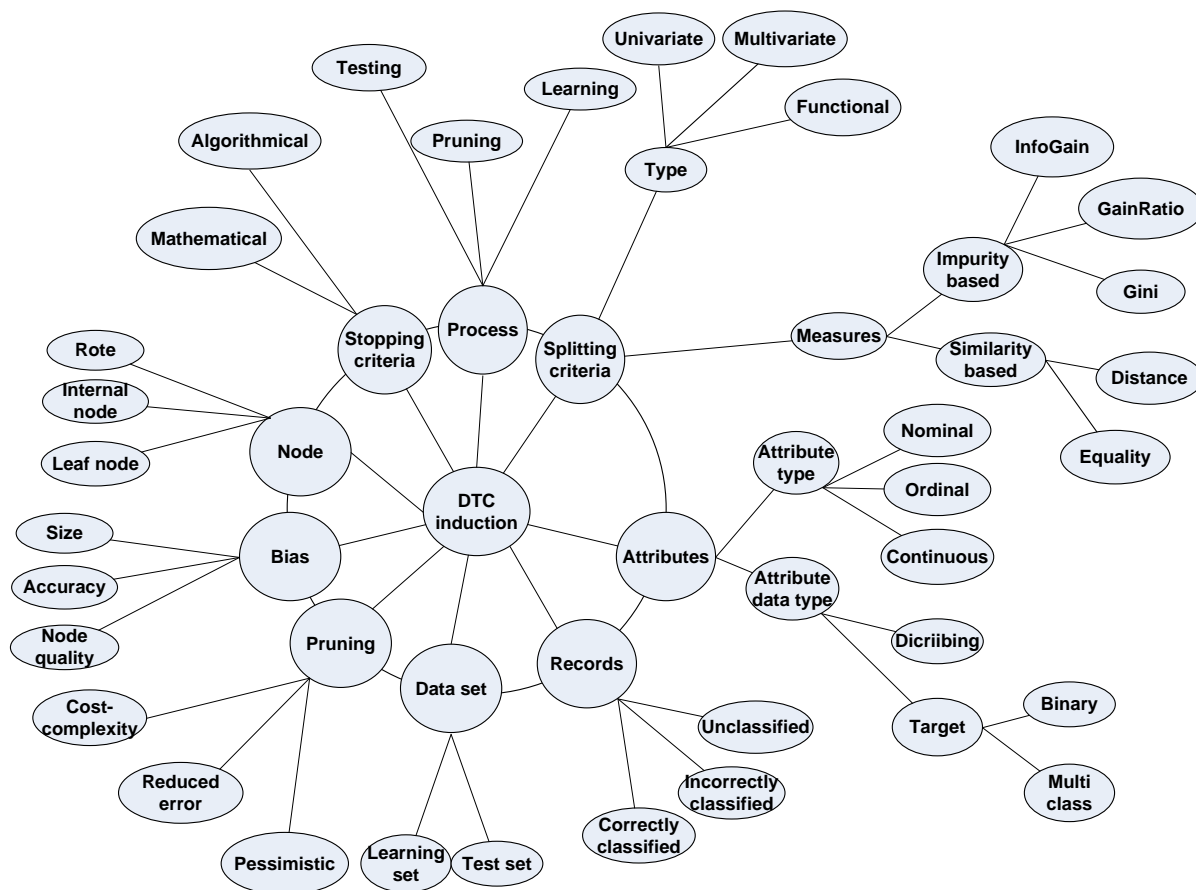 Univariate
Multivariate
Testing
Learning
Functional
Algorithmical
Pruning
InfoGain
Type
GainRatio
Mathematical
Impurity
based
Gini
Process
Stopping
criteria
Splitting
criteria
Measures
Rote
Similarity
based
Distance
Internal
node
Nominal
Node
Attribute
type
Equality
Leaf node
Ordinal
DTC
induction
Size
Bias
Attributes
Continuous
Accuracy
Attribute
data type
Node
quality
Pruning
Records
Dicriibing
Data set
Cost-
complexity
Unclassified
Target
Binary
Reduced
error
Incorrectly
classified
Multi
class
Correctly
classified
Pessimistic
Learning
set
Test set